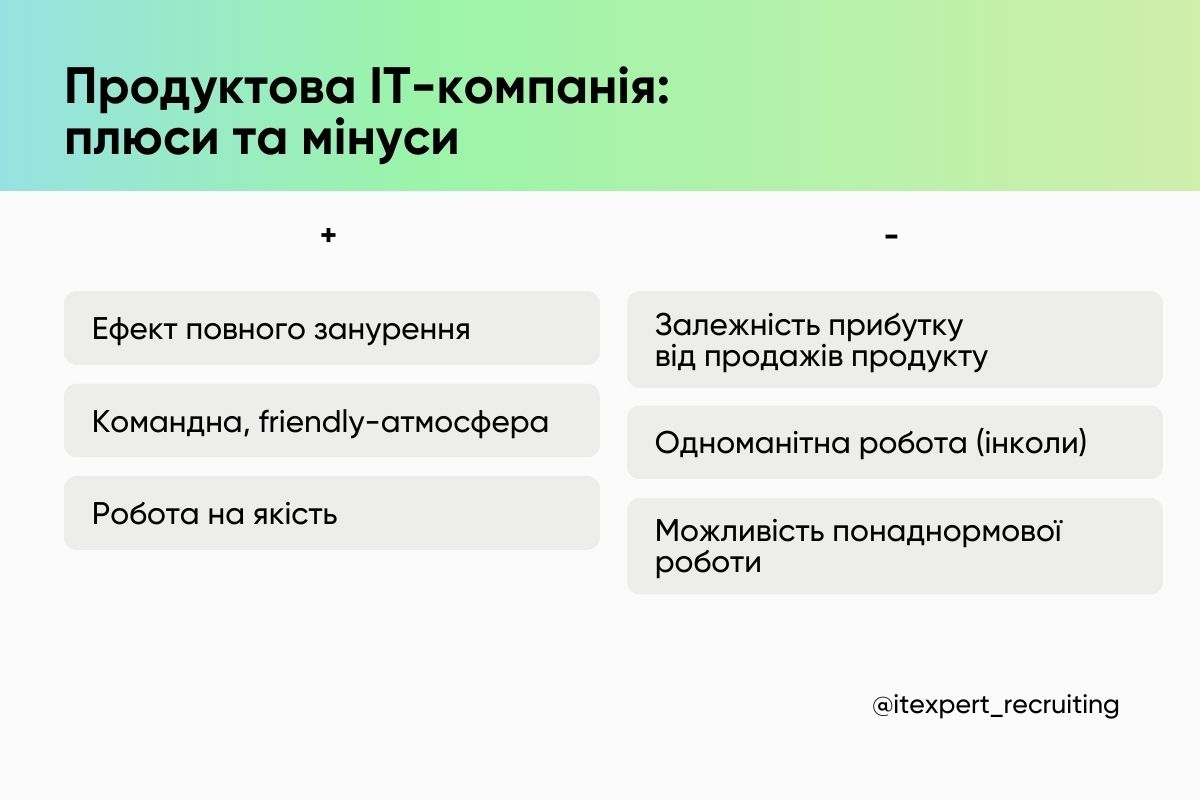 Продуктова ІТ-компанія:
плюси та мінуси
+
Ефект повного занурення
Командна, friendly-атмосфера
Робота на якість
-
Залежність прибутку
від продажів продукту
Одноманітна робота (інколи)
Можливість понаднормової
роботи
@itexpert_recruiting